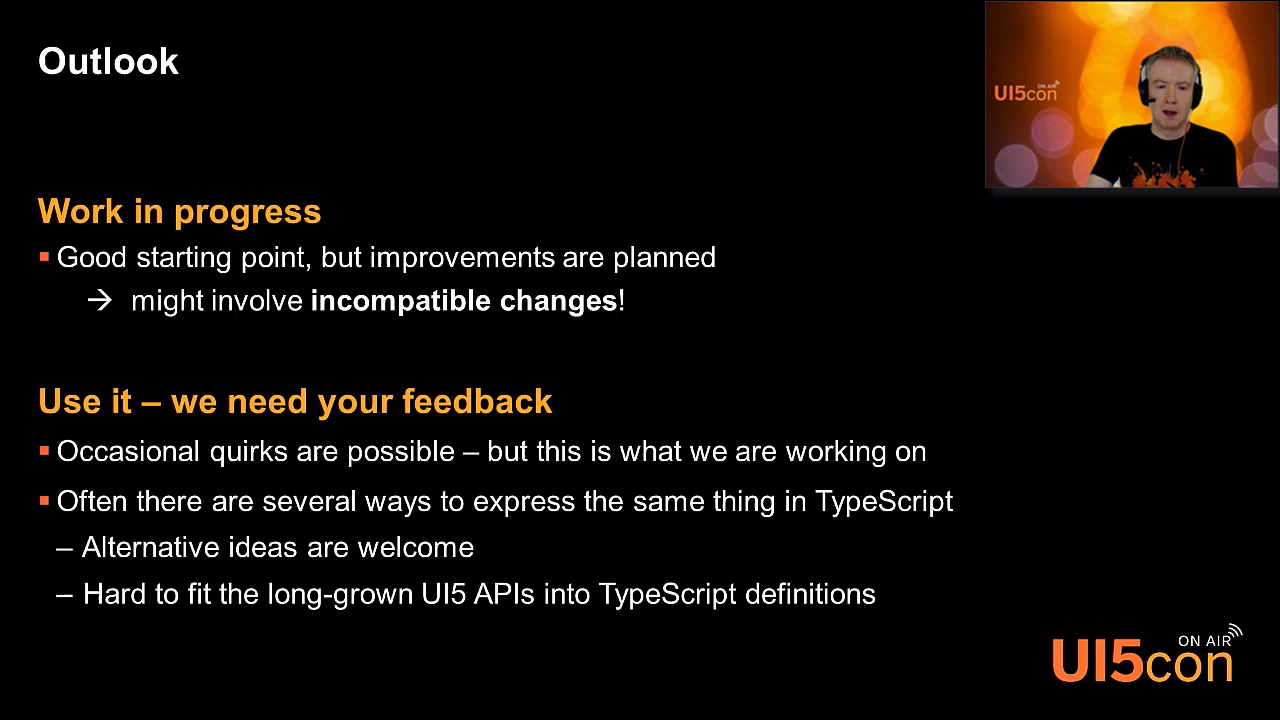 Outlook
ON AIR
UI5con
Work in progress
▪ Good starting point, but improvements are planned
→ might involve incompatible changes!
Use it – we need your feedback
▪ Occasional quirks are possible – but this is what we are working on
▪ Often there are several ways to express the same thing in TypeScript
– Alternative ideas are welcome
– Hard to fit the long-grown UI5 APIs into TypeScript definitions
ON AIR
UI5con